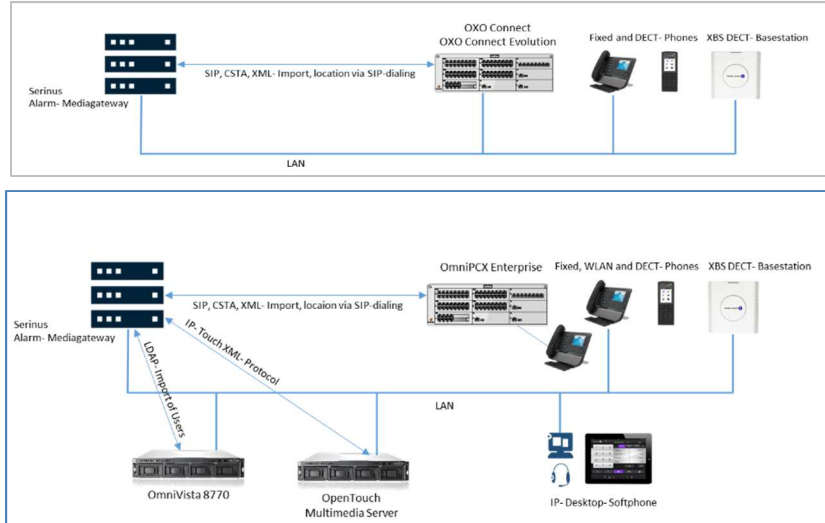 OXO Connect
OXO Connect Evolution
Fixed and DECT- Phones
XBS DECT- Basestation
SIP, CSTA, XML- Import, location via SIP-dialing
Serinus
Alarm- Mediagateway
LAN
OmniPCX Enterprise
Fixed, WLAN and DECT- Phones
XBS DECT- Basestation
SIP, CSTA, XML- Import, locaion via SIP-dialing
Serinus
Alarm- Mediagateway
LDAP- Import of Users
IP- Touch XML- Protocol
LAN
OmniVista 8770
OpenTouch
Multimedia Server
IP- Desktop- Softphone